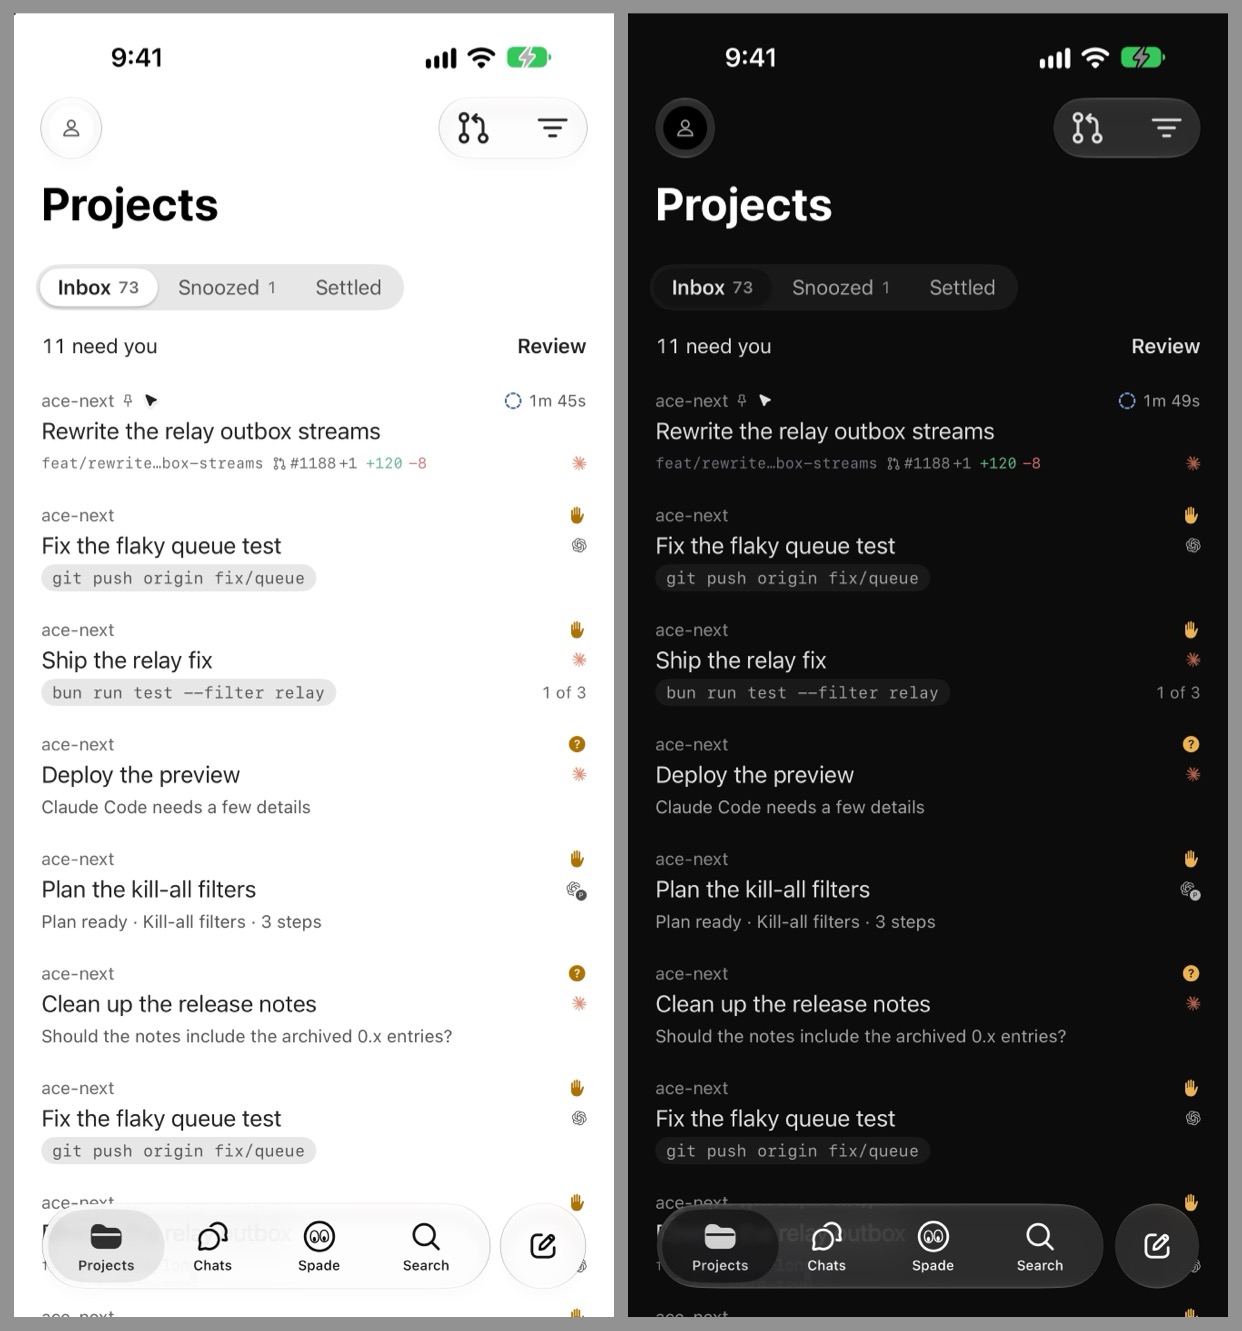 9:41
Projects
Inbox 73 Snoozed 1 Settled
11 need you Review
ace-next 1m 45s
Rewrite the relay outbox streams
feat/rewrite…box-streams #1188 +1 +120 −8
ace-next
Fix the flaky queue test
git push origin fix/queue
ace-next
Ship the relay fix
bun run test --filter relay 1 of 3
ace-next
?
Deploy the preview
Claude Code needs a few details
ace-next
Plan the kill-all filters
P
Plan ready · Kill-all filters · 3 steps
ace-next
?
Clean up the release notes
Should the notes include the archived 0.x entries?
ace-next
Fix the flaky queue test
git push origin fix/queue
ace-next
relay outbox
Projects Chats Spade Search
ace-next
9:41
Projects
Inbox 73 Snoozed 1 Settled
11 need you Review
ace-next 1m 49s
Rewrite the relay outbox streams
feat/rewrite…box-streams #1188 +1 +120 −8
ace-next
Fix the flaky queue test
git push origin fix/queue
ace-next
Ship the relay fix
bun run test --filter relay 1 of 3
ace-next
?
Deploy the preview
Claude Code needs a few details
ace-next
Plan the kill-all filters
P
Plan ready · Kill-all filters · 3 steps
ace-next
?
Clean up the release notes
Should the notes include the archived 0.x entries?
ace-next
Fix the flaky queue test
git push origin fix/queue
ace-next
Projects Chats Spade Search
ace-next